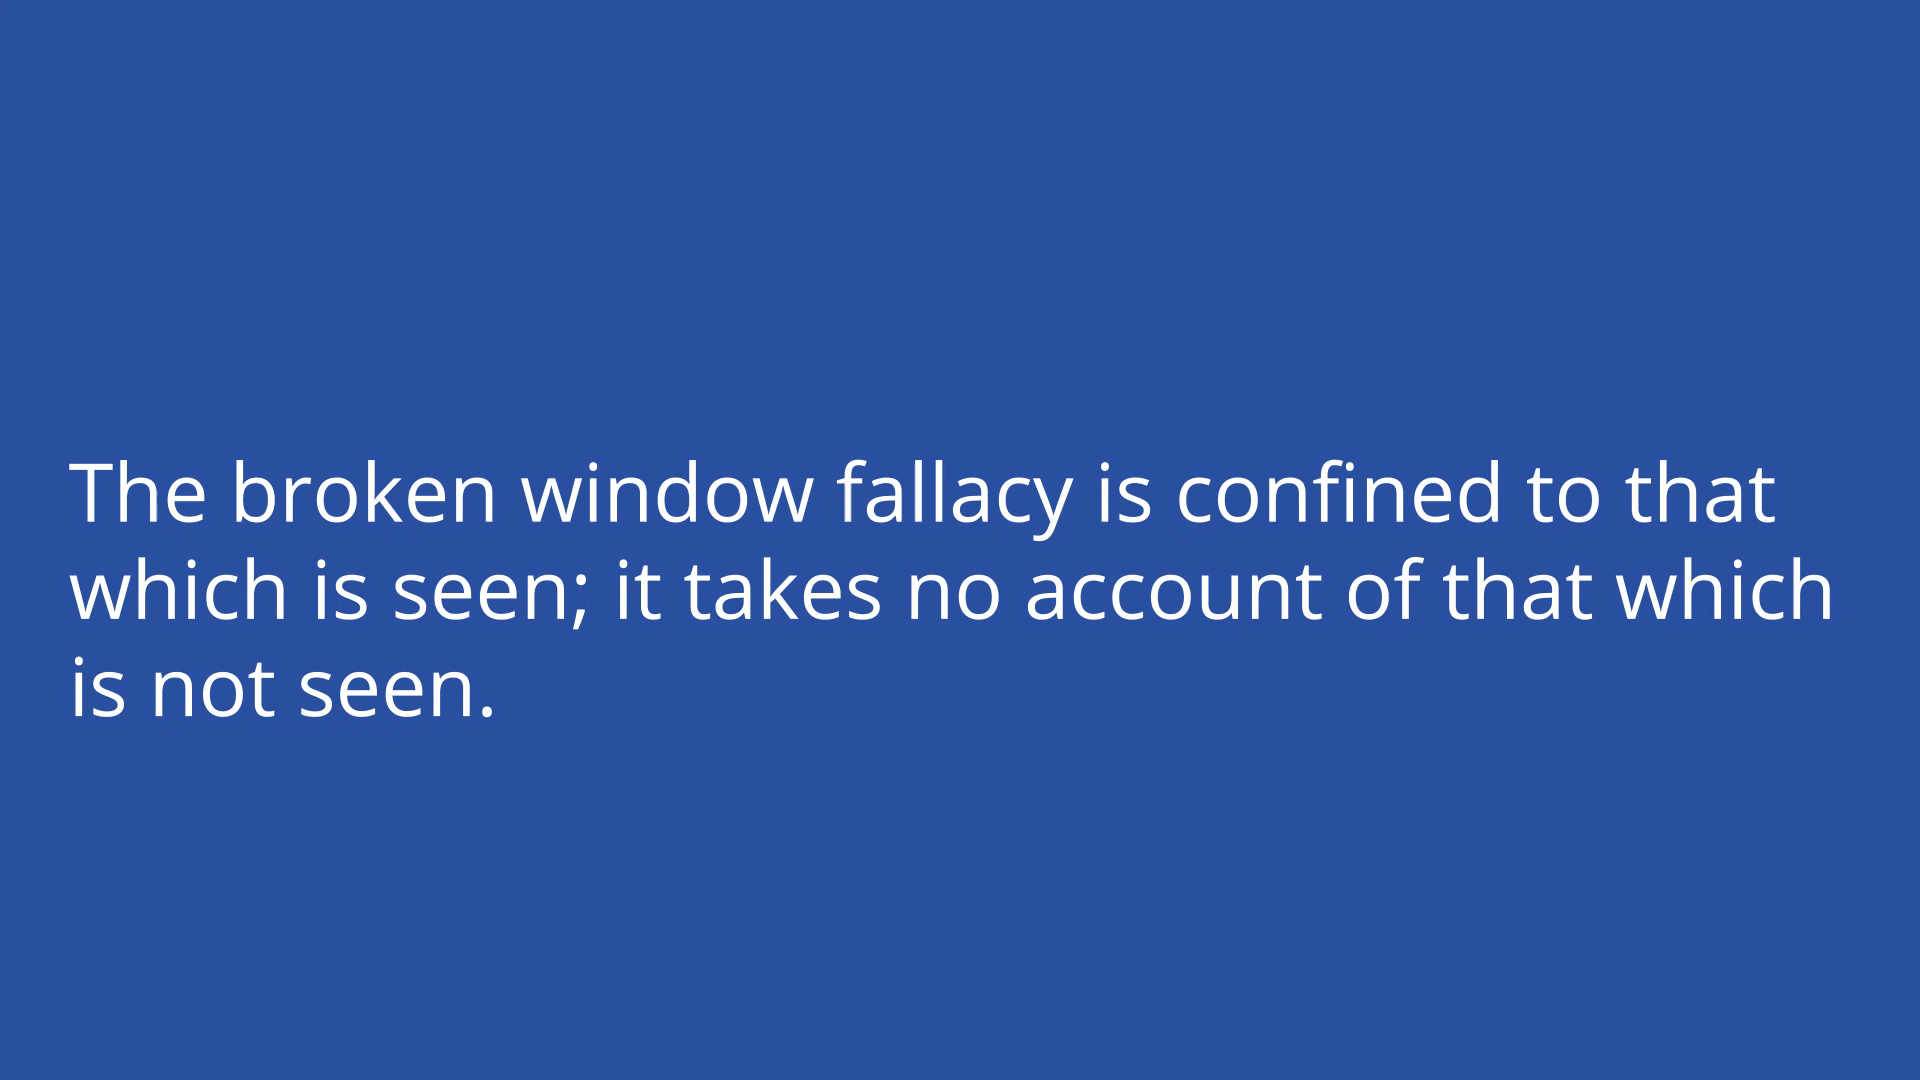 The broken window fallacy is confined to that
which is seen; it takes no account of that which
is not seen.